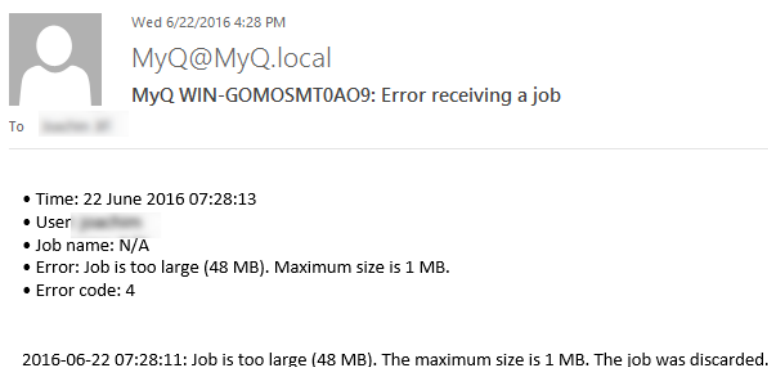 Wed 6/22/2016 4:28 PM
MyQ@MyQ.local
MyQ WIN-GOMOSMT0AO9: Error receiving a job
To
• Time: 22 June 2016 07:28:13
• User
• Job name: N/A
• Error: Job is too large (48 MB). Maximum size is 1 MB.
• Error code: 4
2016-06-22 07:28:11: Job is too large (48 MB). The maximum size is 1 MB. The job was discarded.